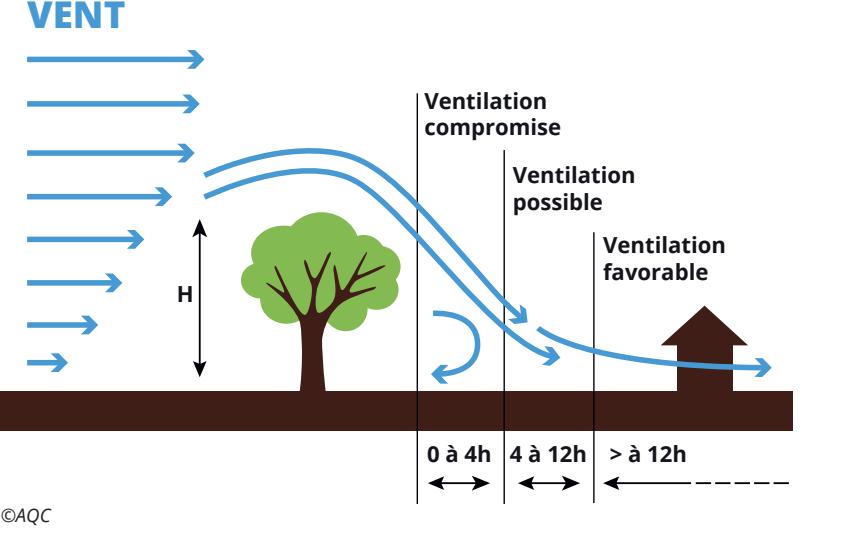 VENT
Ventilation
compromise
Ventilation
possible
Ventilation
favorable
H
0 à 4h
4 à 12h
> à 12h
©AQC